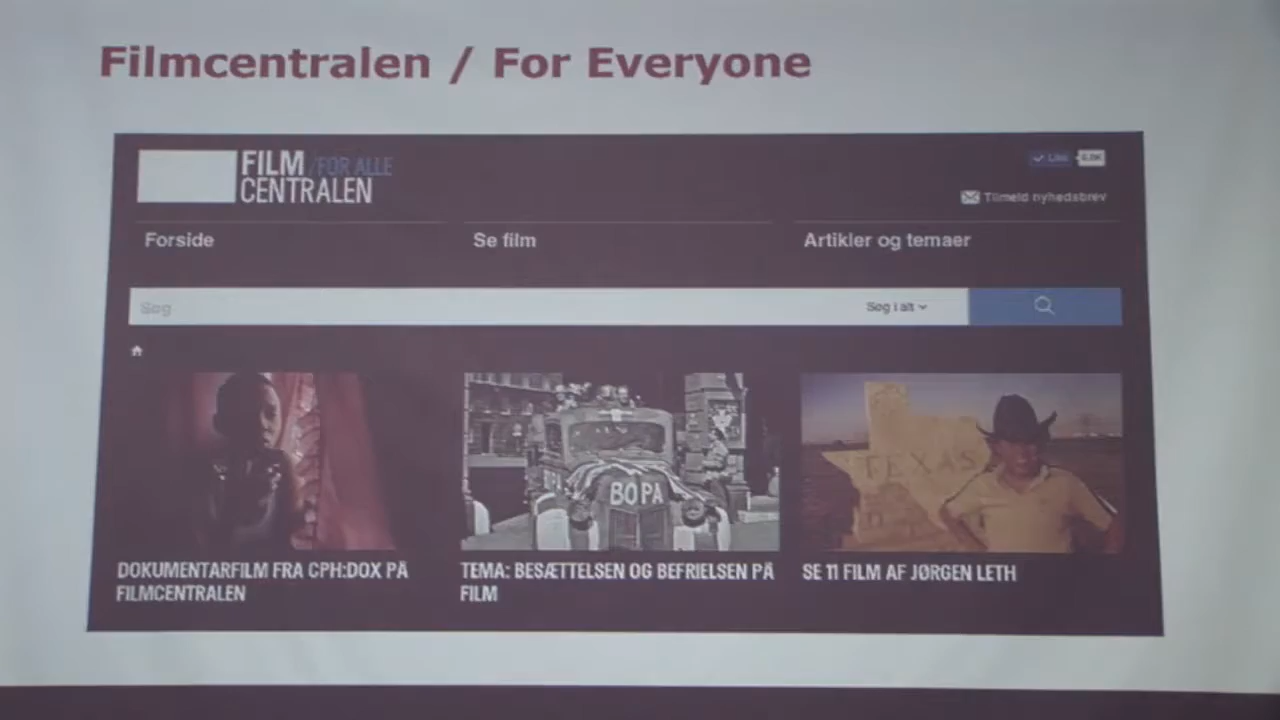 Filmcentralen / For Everyone
FILM /FOR ALLE
CENTRALEN
Like
Tilmeld nyhedsbrev
Forside
Se film
Artikler og temaer
Søg
Søg i alt
BOPA
TEXAS
DOKUMENTARFILM FRA CPH:DOX PÅ
FILMCENTRALEN
TEMA: BESÆTTELSEN OG BEFRIELSEN PÅ
FILM
SE 11 FILM AF JØRGEN LETH